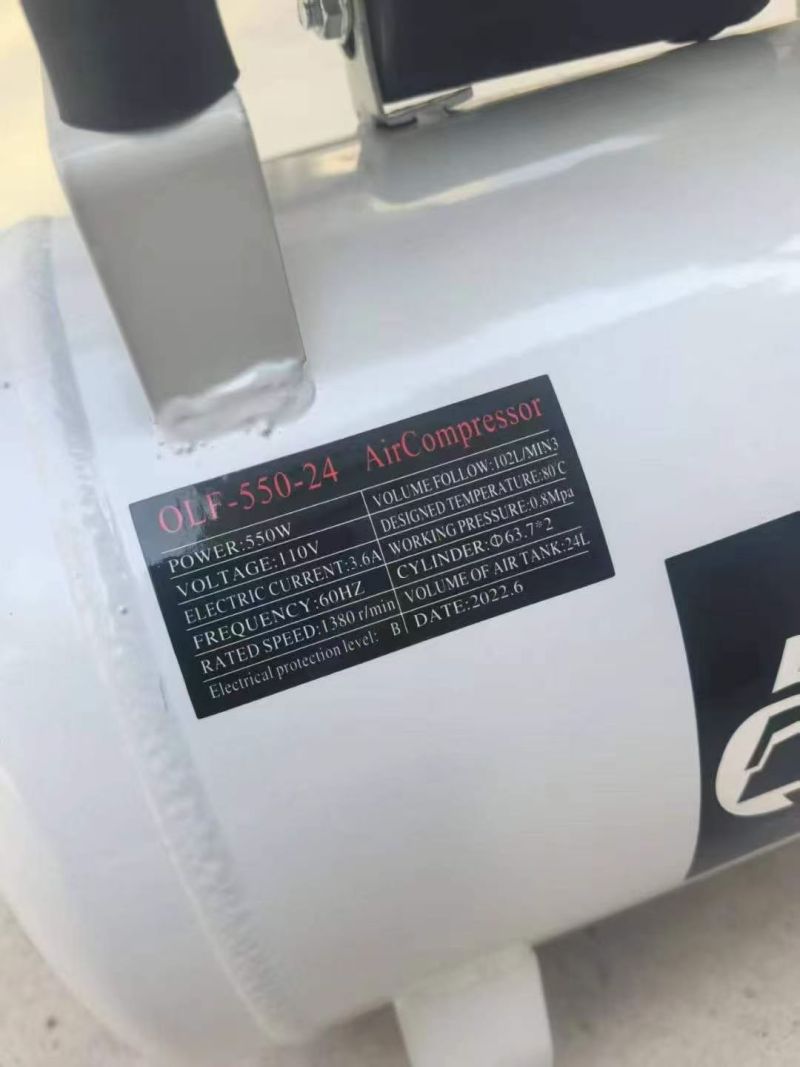 OLF-550-24 AirCompressor
POWER:550W
VOLTAGE:110V
ELECTRIC CURRENT:3.6A
FREQUENCY:60HZ
RATED SPEED:1380 r/min
Electrical protection level: B
VOLUME FOLLOW:102L/MIN3
DESIGNED TEMPERATURE:80℃
WORKING PRESSURE:0.8Mpa
CYLINDER:Φ63.7*2
VOLUME OF AIR TANK:24L
DATE:2022.6